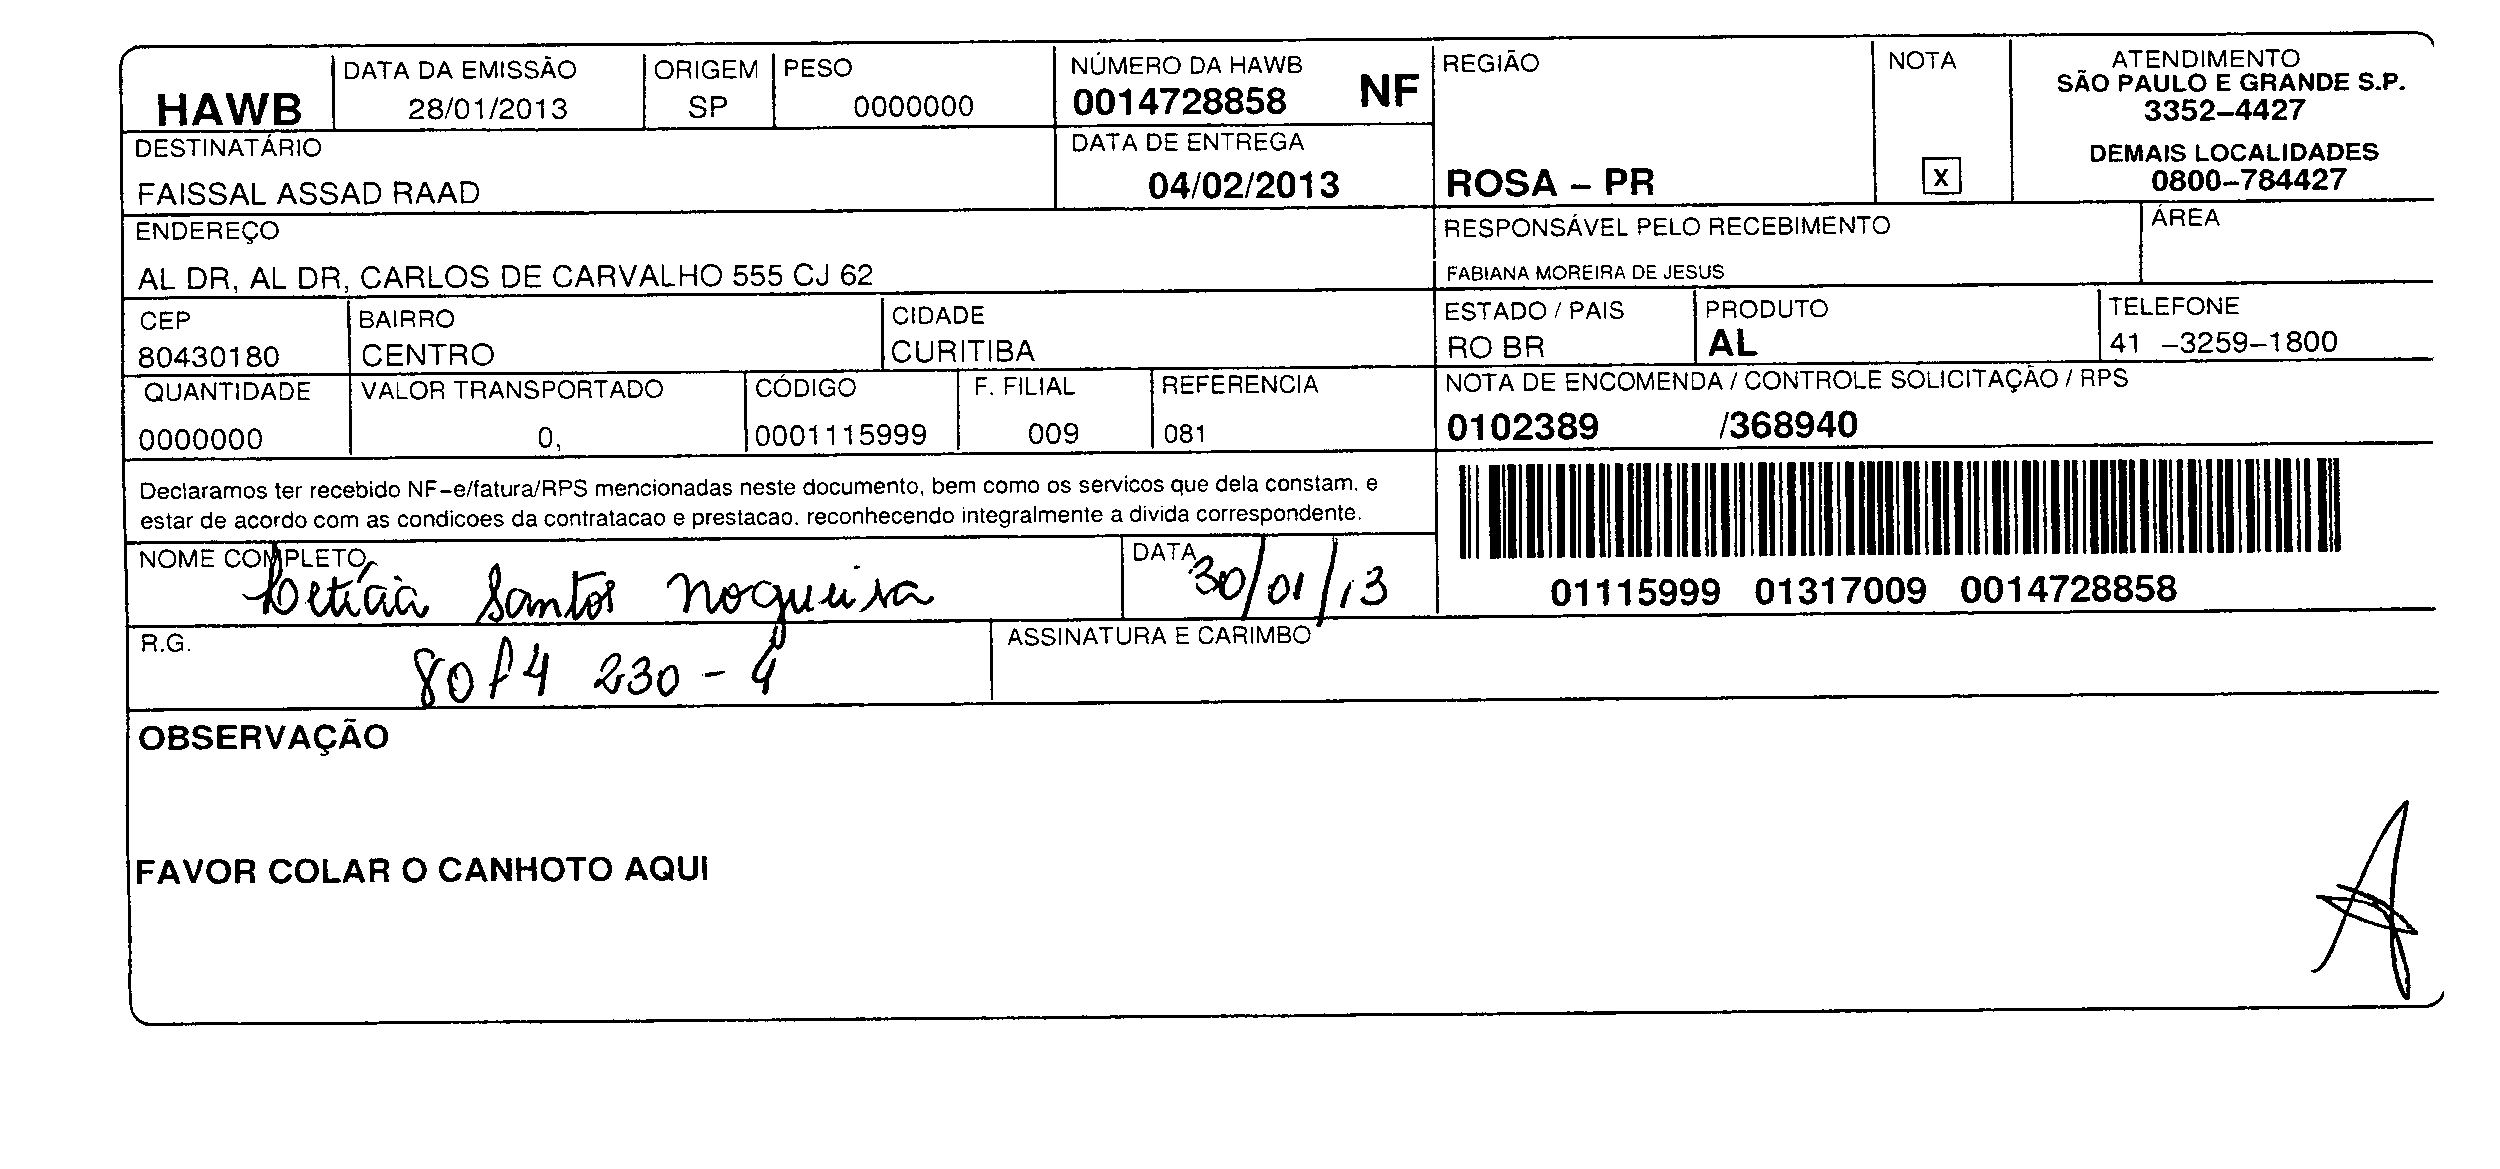 HAWB
DATA DA EMISSÃO
28/01/2013
ORIGEM
SP
PESO
0000000
NÚMERO DA HAWB
0014728858 NF
REGIÃO
ROSA – PR
NOTA
X
ATENDIMENTO
SÃO PAULO E GRANDE S.P.
3352–4427
DEMAIS LOCALIDADES
0800–784427
DESTINATÁRIO
FAISSAL ASSAD RAAD
DATA DE ENTREGA
04/02/2013
ENDEREÇO
AL DR, AL DR, CARLOS DE CARVALHO 555 CJ 62
RESPONSÁVEL PELO RECEBIMENTO
FABIANA MOREIRA DE JESUS
ÁREA
CEP
80430180
BAIRRO
CENTRO
CIDADE
CURITIBA
ESTADO / PAIS
RO BR
PRODUTO
AL
TELEFONE
41 –3259–1800
QUANTIDADE
0000000
VALOR TRANSPORTADO
0,
CÓDIGO
0001115999
F. FILIAL
009
REFERENCIA
081
NOTA DE ENCOMENDA / CONTROLE SOLICITAÇÃO / RPS
0102389 /368940
Declaramos ter recebido NF–e/fatura/RPS mencionadas neste documento, bem como os servicos que dela constam, e
estar de acordo com as condicoes da contratacao e prestacao, reconhecendo integralmente a divida correspondente.
01115999 01317009 0014728858
NOME COMPLETO
Letícia Santos Nogueira
DATA
30/01/13
R.G.
230 - 4
ASSINATURA E CARIMBO
OBSERVAÇÃO
FAVOR COLAR O CANHOTO AQUI